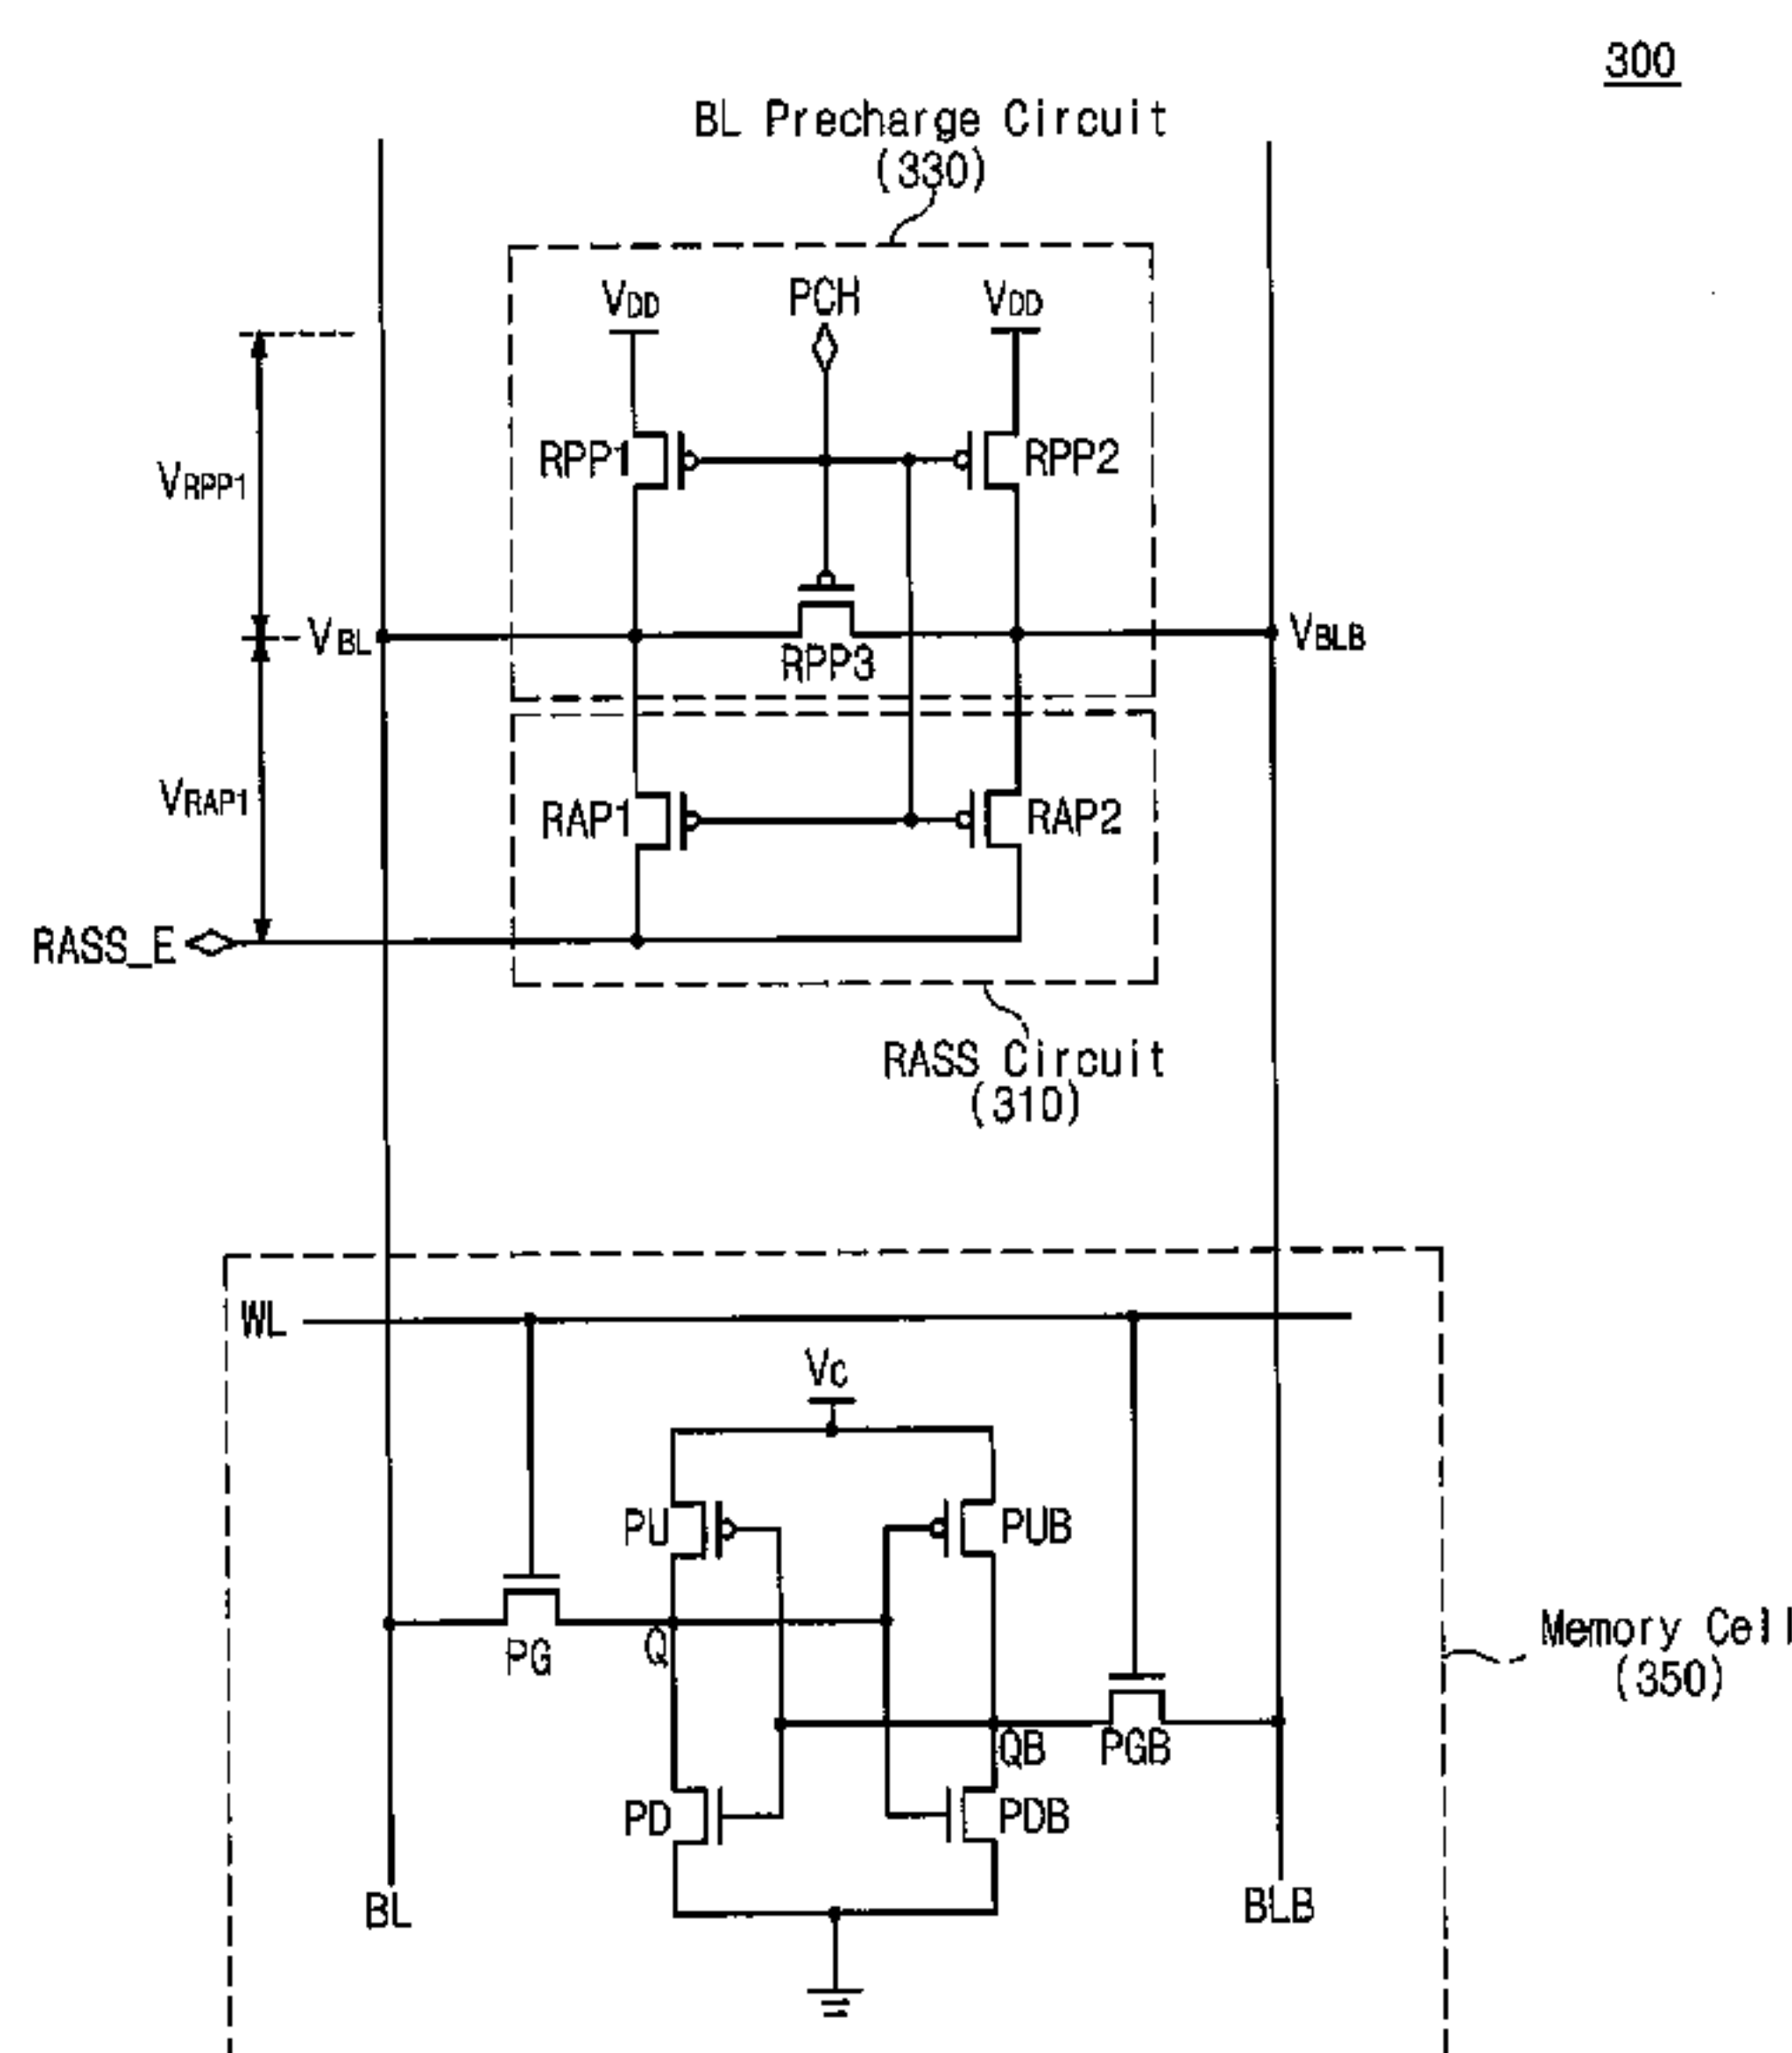 300
BL Precharge Circuit
(330)
VDD
PCH
VDD
RPP1
RPP2
VRPP1
VBL
VBLB
RPP3
VRAP1
RAP1
RAP2
RASS_E
RASS Circuit
(310)
WL
VC
PU
PUB
PG
Q
Memory Cell
(350)
QB
PGB
PD
PDB
BL
BLB